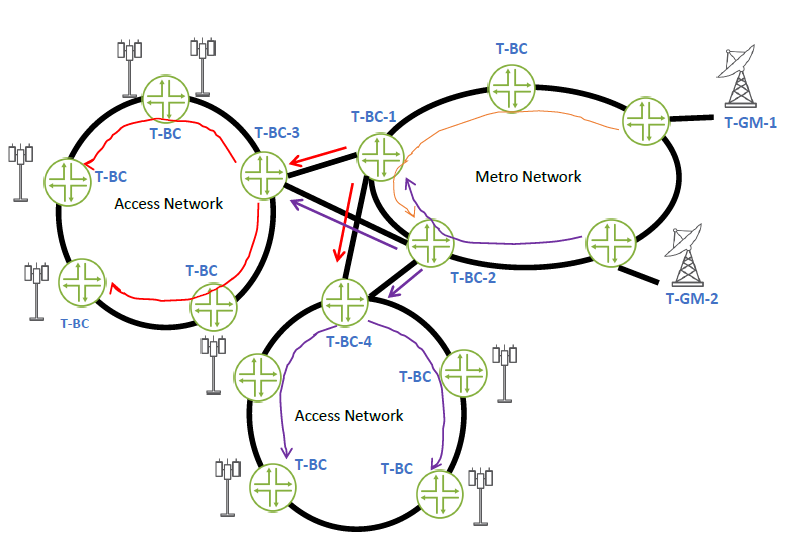 T-BC
T-GM-1
T-BC-1
T-BC
T-BC-3
T-BC
Access Network
Metro Network
T-BC
T-BC-2
T-GM-2
T-BC
T-BC-4
T-BC
Access Network
T-BC
T-BC